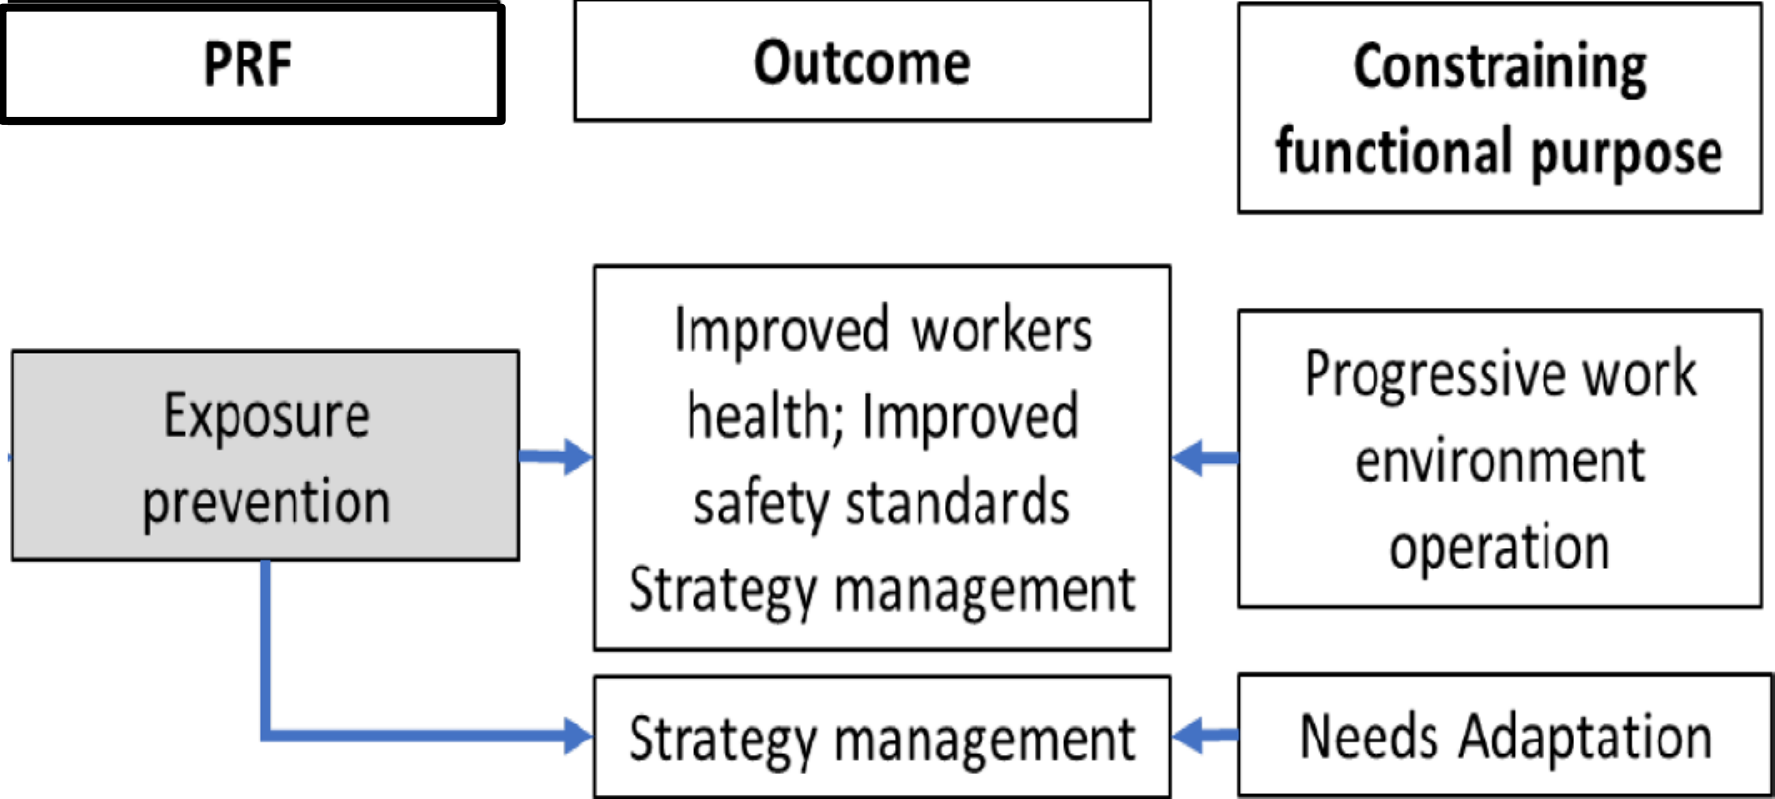 PRF
Outcome
Constraining
functional purpose
Exposure
prevention
Improved workers
health; Improved
safety standards
Strategy management
Progressive work
environment
operation
Strategy management
Needs Adaptation